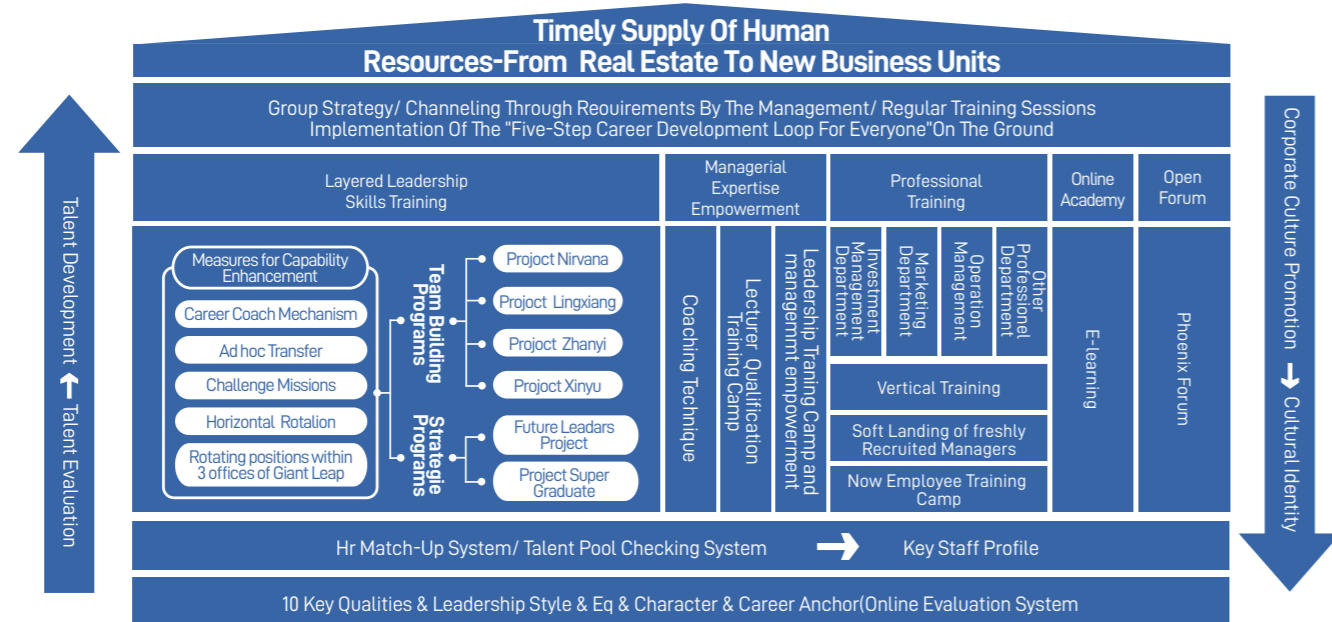 Timely Supply Of Human
Resources-From Real Estate To New Business Units
Group Strategy/ Channeling Through Reouirements By The Management/ Regular Training Sessions
Implementation Of The "Five-Step Career Development Loop For Everyone"On The Ground
Talent Development
Talent Evaluation
Layered Leadership
Skills Training
Managerial
Expertise
Empowerment
Professional
Training
Online
Academy
Open
Forum
Measures for Capability
Enhancement
Career Coach Mechanism
Ad hoc Transfer
Challenge Missions
Horizontal Rotalion
Rotating positions within
3 offices of Giant Leap
Team Building
Programs
Projoct Nirvana
Projoct Lingxiang
Projoct Zhanyi
Projoct Xinyu
Strategie
Programs
Future Leadars
Project
Project Super
Graduate
Coaching Technique
Lecturer Qualification
Training Camp
Leadership Traning Camp and
managemmt empowerment
Investment
Management
Department
Marketing
Department
Operation
Management
Other
Professionel
Department
Vertical Training
Soft Landing of freshly
Recruited Managers
Now Employee Training
Camp
E-learning
Phoenix Forum
Corporate Culture Promotion
Cultural Identity
Hr Match-Up System/ Talent Pool Checking System
Key Staff Profile
10 Key Qualities & Leadership Style & Eq & Character & Career Anchor(Online Evaluation System